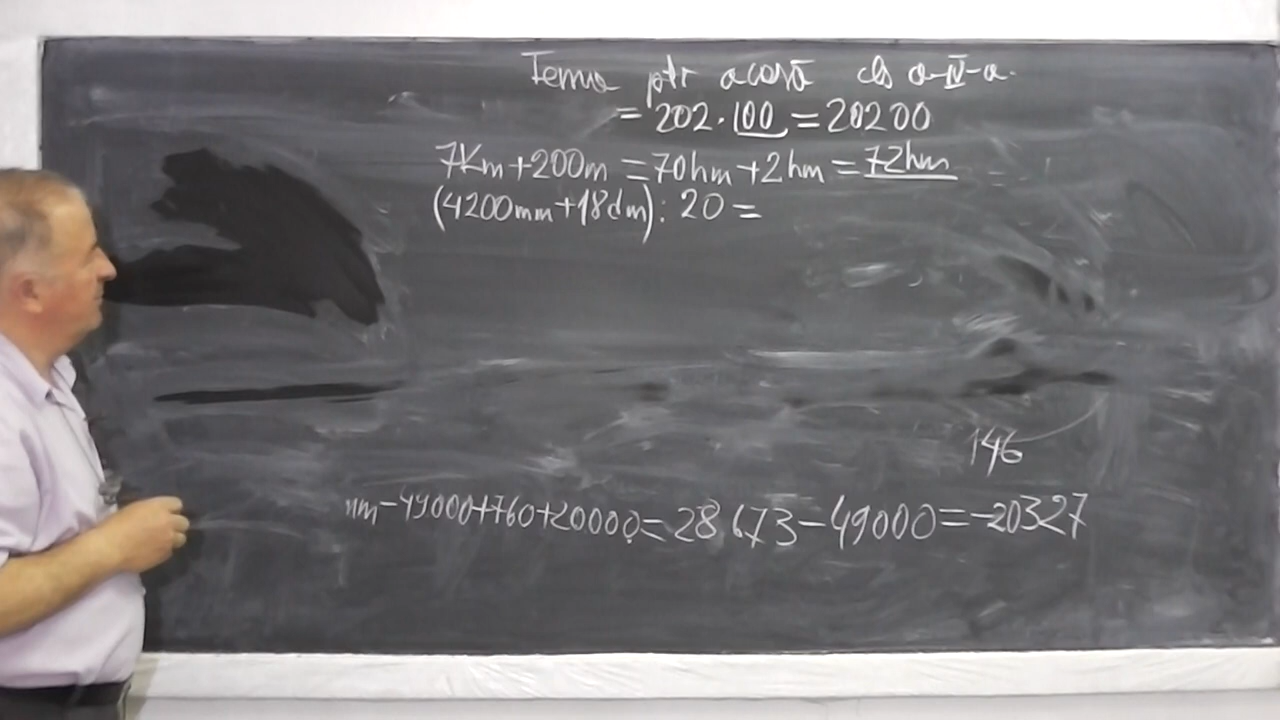 Tema ptr acasă cls a-IV-a.
= 202·100 = 20200
7Km+200m = 70hm+2hm = 72hm
(4200mm+18dm): 20 =
146
mm-49000+760+20000=28673-49000=-20327